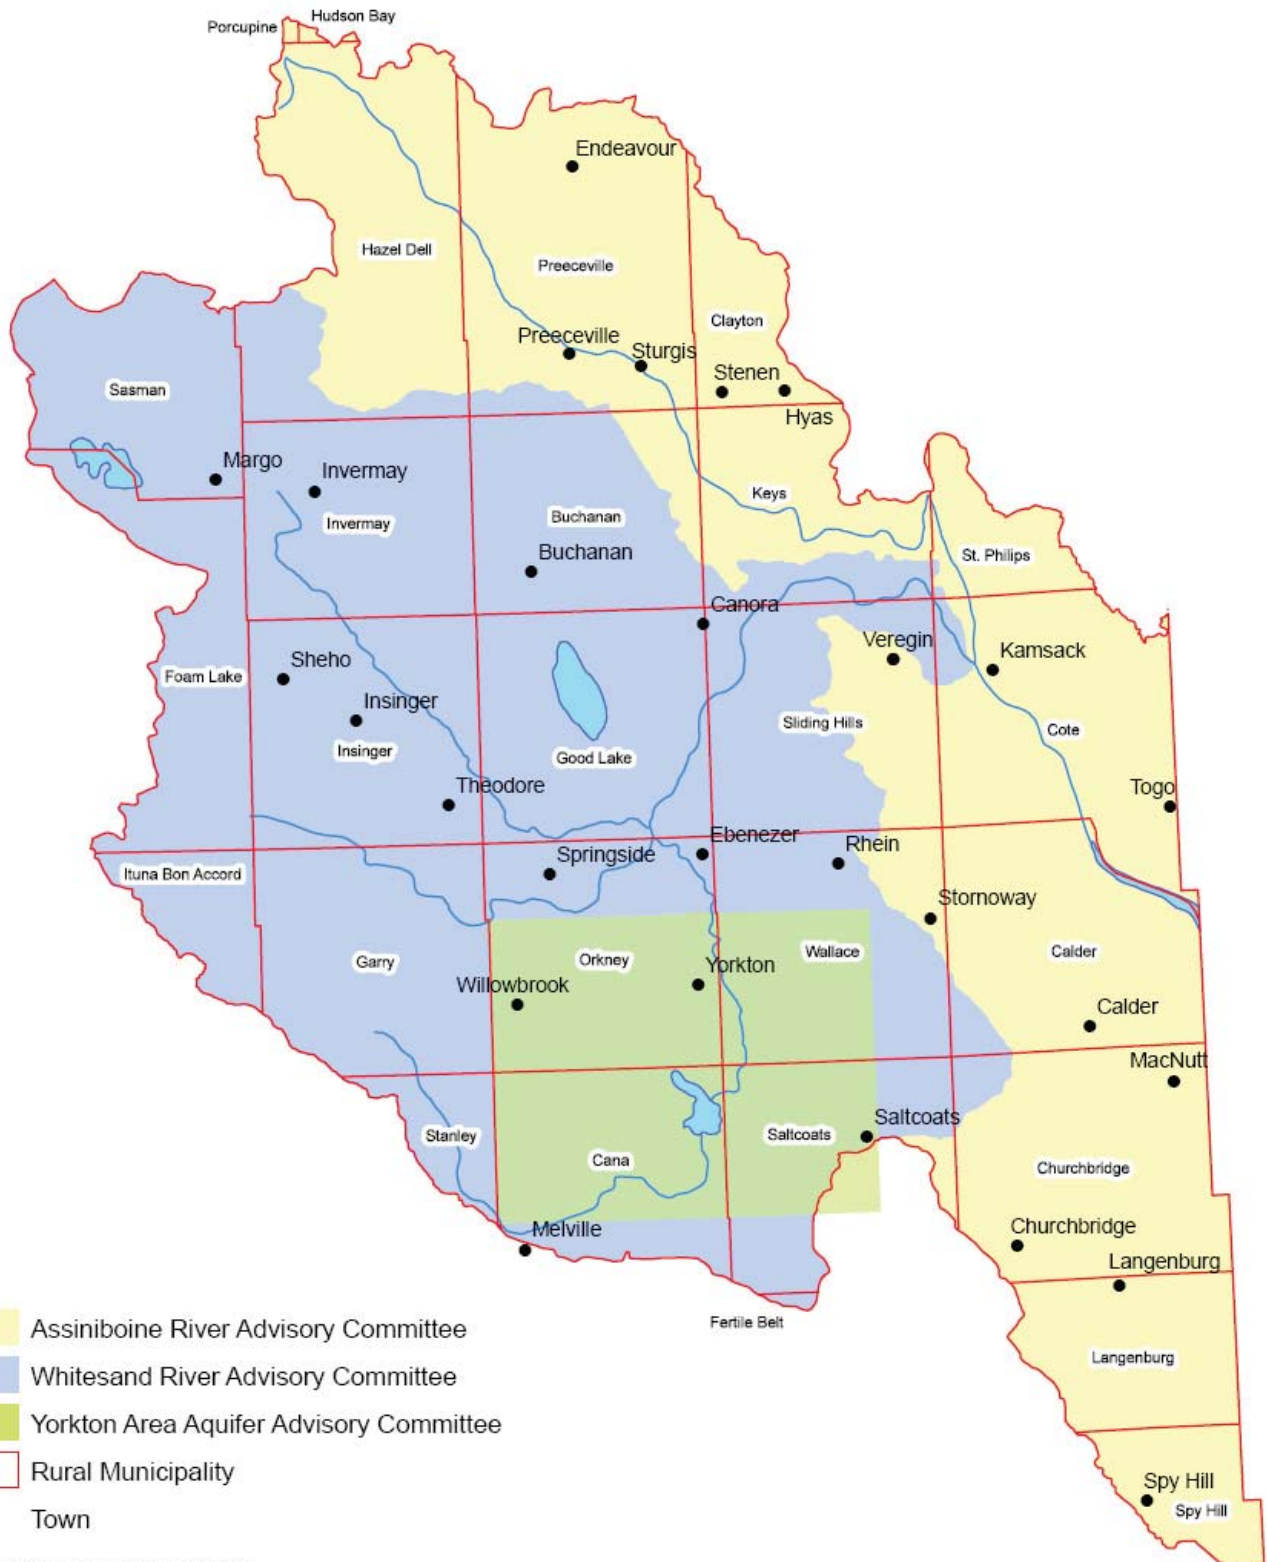 Hudson Bay
Porcupine
Endeavour
Hazel Dell
Preeceville
Clayton
Preeceville
Sturgis
Stenen
Sasman
Hyas
Margo
Invermay
Keys
Invermay
Buchanan
Buchanan
St. Philips
Canora
Veregin
Kamsack
Sheho
Foam Lake
Insinger
Sliding Hills
Cote
Insinger
Good Lake
Theodore
Togo
Ebenezer
Rhein
Springside
Ituna Bon Accord
Stornoway
Garry
Orkney
Wallace
Calder
Yorkton
Willowbrook
Calder
MacNutt
Saltcoats
Stanley
Saltcoats
Cana
Churchbridge
Melville
Churchbridge
Langenburg
Fertile Belt
Assiniboine River Advisory Committee
Langenburg
Whitesand River Advisory Committee
Yorkton Area Aquifer Advisory Committee
Rural Municipality
Spy Hill
Spy Hill
Town